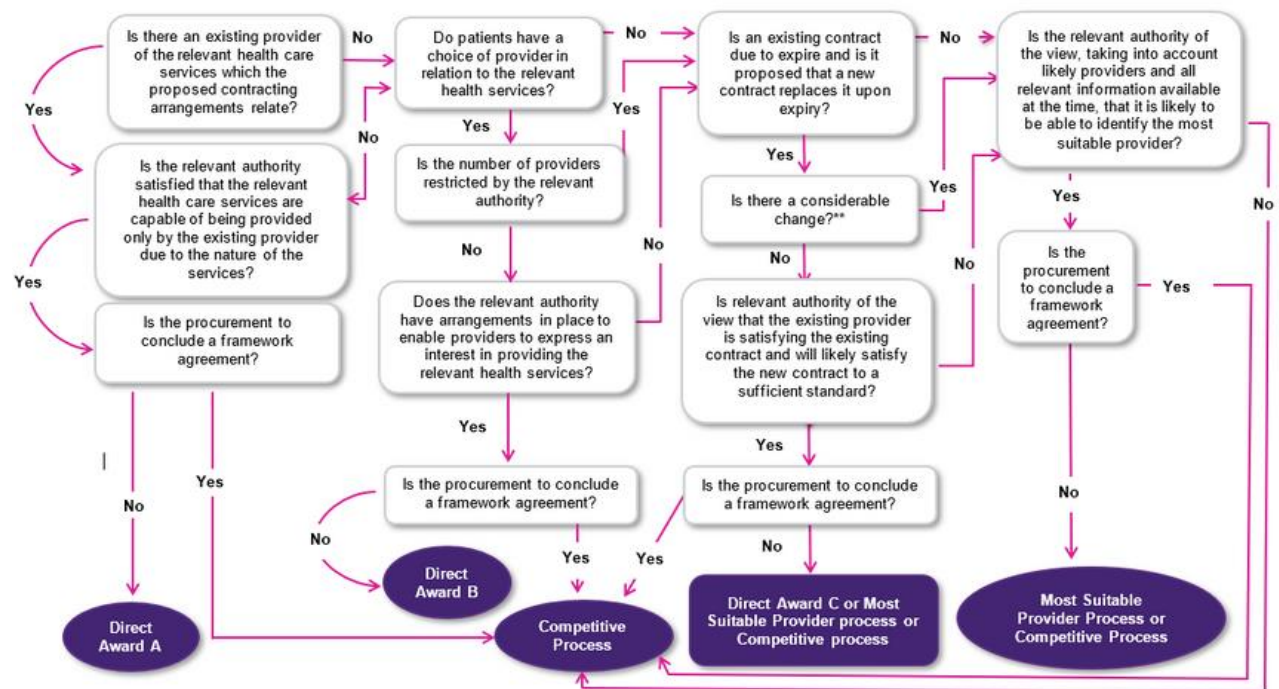 Is there an existing provider
of the relevant health care
services which the
proposed contracting
arrangements relate?
No
Yes
Is the relevant authority
satisfied that the relevant
health care services are
capable of being provided
only by the existing provider
due to the nature of the
services?
No
Yes
Is the procurement to
conclude a framework
agreement?
No
Yes
Direct
Award A
Do patients have a
choice of provider in
relation to the relevant
health services?
No
Yes
Is the number of providers
restricted by the relevant
authority?
Yes
No
Does the relevant authority
have arrangements in place to
enable providers to express an
interest in providing the
relevant health services?
No
Yes
Is the procurement to conclude
a framework agreement?
No
Yes
Direct
Award B
Competitive
Process
Is an existing contract
due to expire and is it
proposed that a new
contract replaces it upon
expiry?
No
Yes
Is there a considerable
change?**
Yes
No
Is relevant authority of the
view that the existing provider
is satisfying the existing
contract and will likely satisfy
the new contract to a
sufficient standard?
No
Yes
Is the procurement to conclude
a framework agreement?
Yes
No
Direct Award C or Most
Suitable Provider process or
Competitive process
Is the relevant authority of
the view, taking into account
likely providers and all
relevant information available
at the time, that it is likely to
be able to identify the most
suitable provider?
Yes
No
Is the
procurement
to conclude a
framework
agreement?
Yes
No
Most Suitable
Provider Process or
Competitive Process